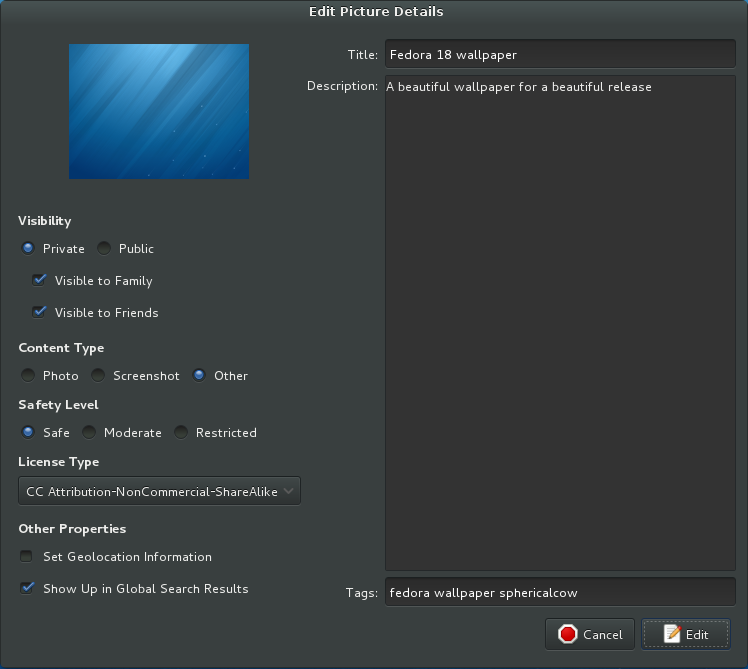 Edit Picture Details
Title: Fedora 18 wallpaper
Description: A beautiful wallpaper for a beautiful release
Visibility
Private Public
Visible to Family
Visible to Friends
Content Type
Photo Screenshot Other
Safety Level
Safe Moderate Restricted
License Type
CC Attribution-NonCommercial-ShareAlike
Other Properties
Set Geolocation Information
Show Up in Global Search Results
Tags: fedora wallpaper sphericalcow
Cancel Edit